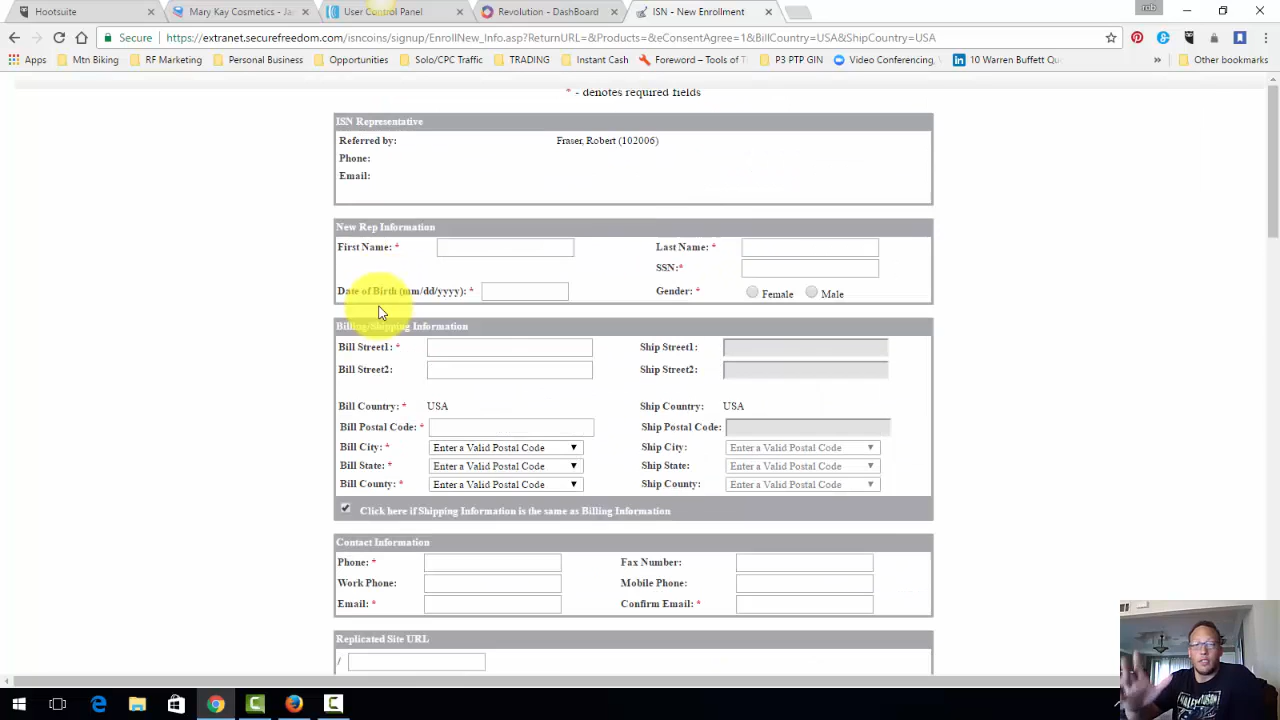 Hootsuite
Mary Kay Cosmetics - Ja
User Control Panel
Revolution - DashBoard
ISN - New Enrollment
rob
Secure
https://extranet.securefreedom.com/isncoins/signup/EnrollNew_Info.asp?ReturnURL=&Products=&eConsentAgree=1&BillCountry=USA&ShipCountry=USA
Apps
Mtn Biking
RF Marketing
Personal Business
Opportunities
Solo/CPC Traffic
TRADING
Instant Cash
Foreword – Tools of T
P3 PTP GIN
Video Conferencing,
10 Warren Buffett Qu
»
Other bookmarks
* - denotes required fields
ISN Representative
Referred by: Fraser, Robert (102006)
Phone:
Email:
New Rep Information
First Name: * Last Name: *
SSN:*
Date of Birth (mm/dd/yyyy): * Gender: * Female Male
Billing/Shipping Information
Bill Street1: * Ship Street1:
Bill Street2: Ship Street2:
Bill Country: * USA Ship Country: USA
Bill Postal Code: * Ship Postal Code:
Bill City: * Enter a Valid Postal Code Ship City: Enter a Valid Postal Code
Bill State: * Enter a Valid Postal Code Ship State: Enter a Valid Postal Code
Bill County: * Enter a Valid Postal Code Ship County: Enter a Valid Postal Code
Click here if Shipping Information is the same as Billing Information
Contact Information
Phone: * Fax Number:
Work Phone: Mobile Phone:
Email: * Confirm Email: *
Replicated Site URL
/